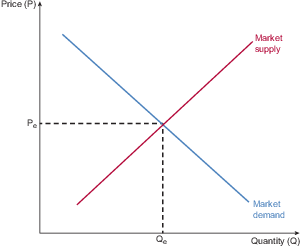 Price (P)
Market
supply
Pe
Market
demand
Qe
Quantity (Q)